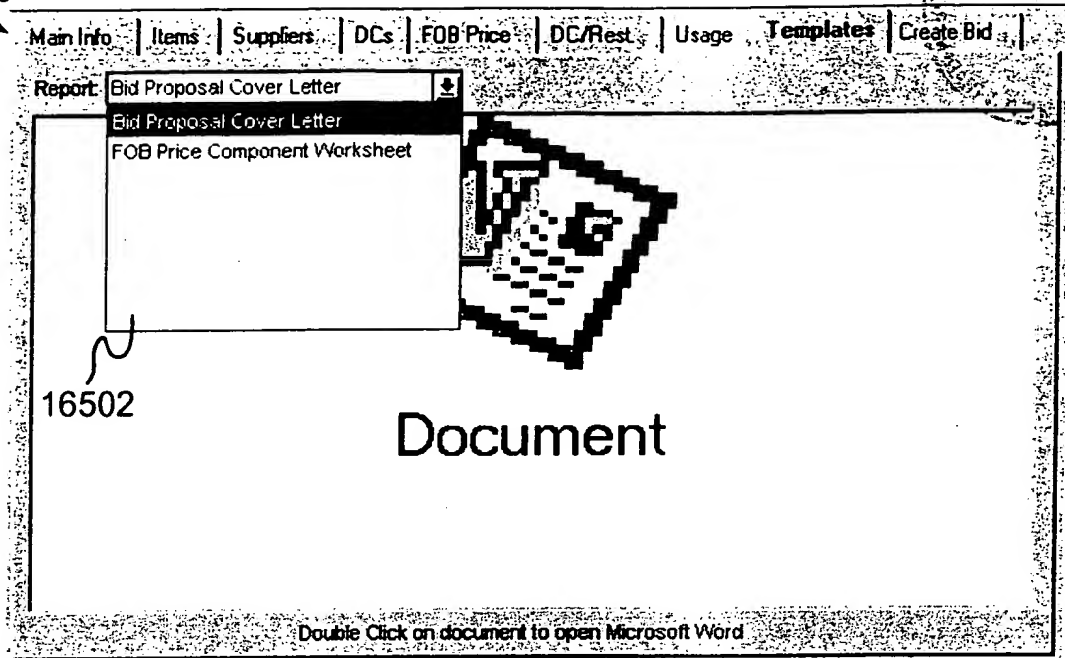 Main Info Items Suppliers DCs FOB Price DC/Rest Usage Templates Create Bid
Report: Bid Proposal Cover Letter
Bid Proposal Cover Letter
FOB Price Component Worksheet
16502
Document
Double Click on document to open Microsoft Word